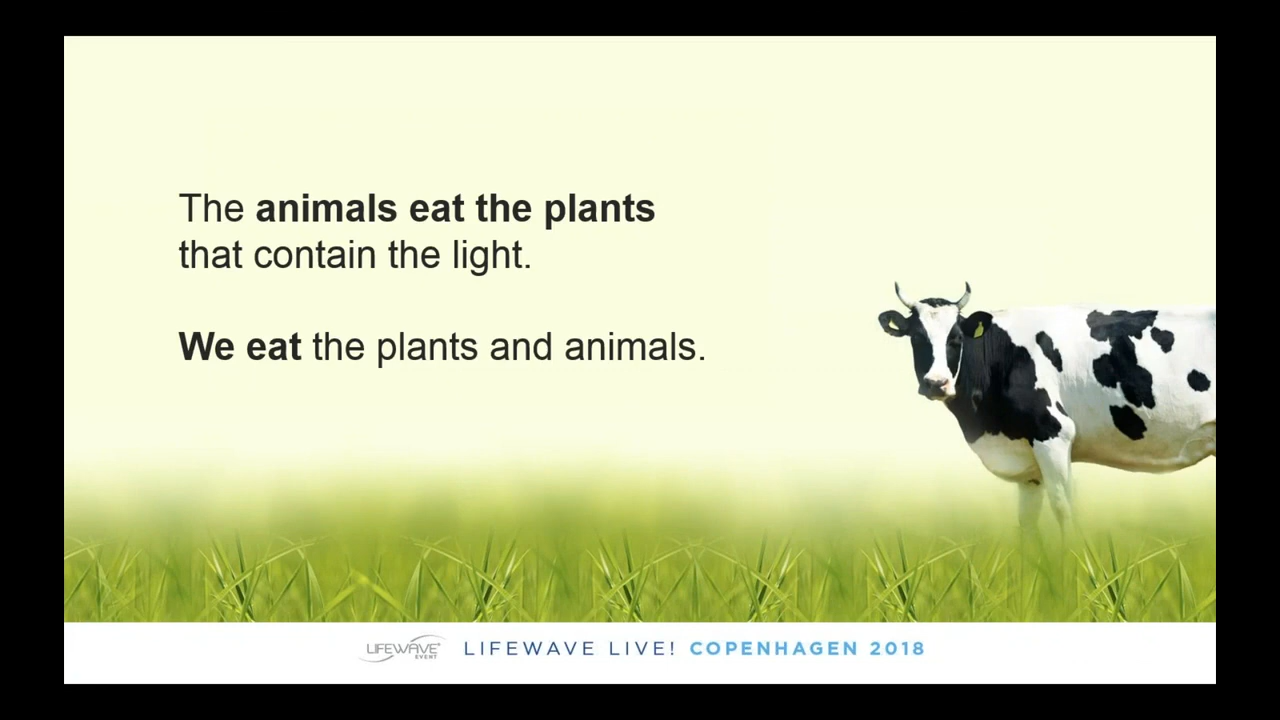 The animals eat the plants
that contain the light.
We eat the plants and animals.
LIFEWAVE EVENT
LIFEWAVE LIVE! COPENHAGEN 2018